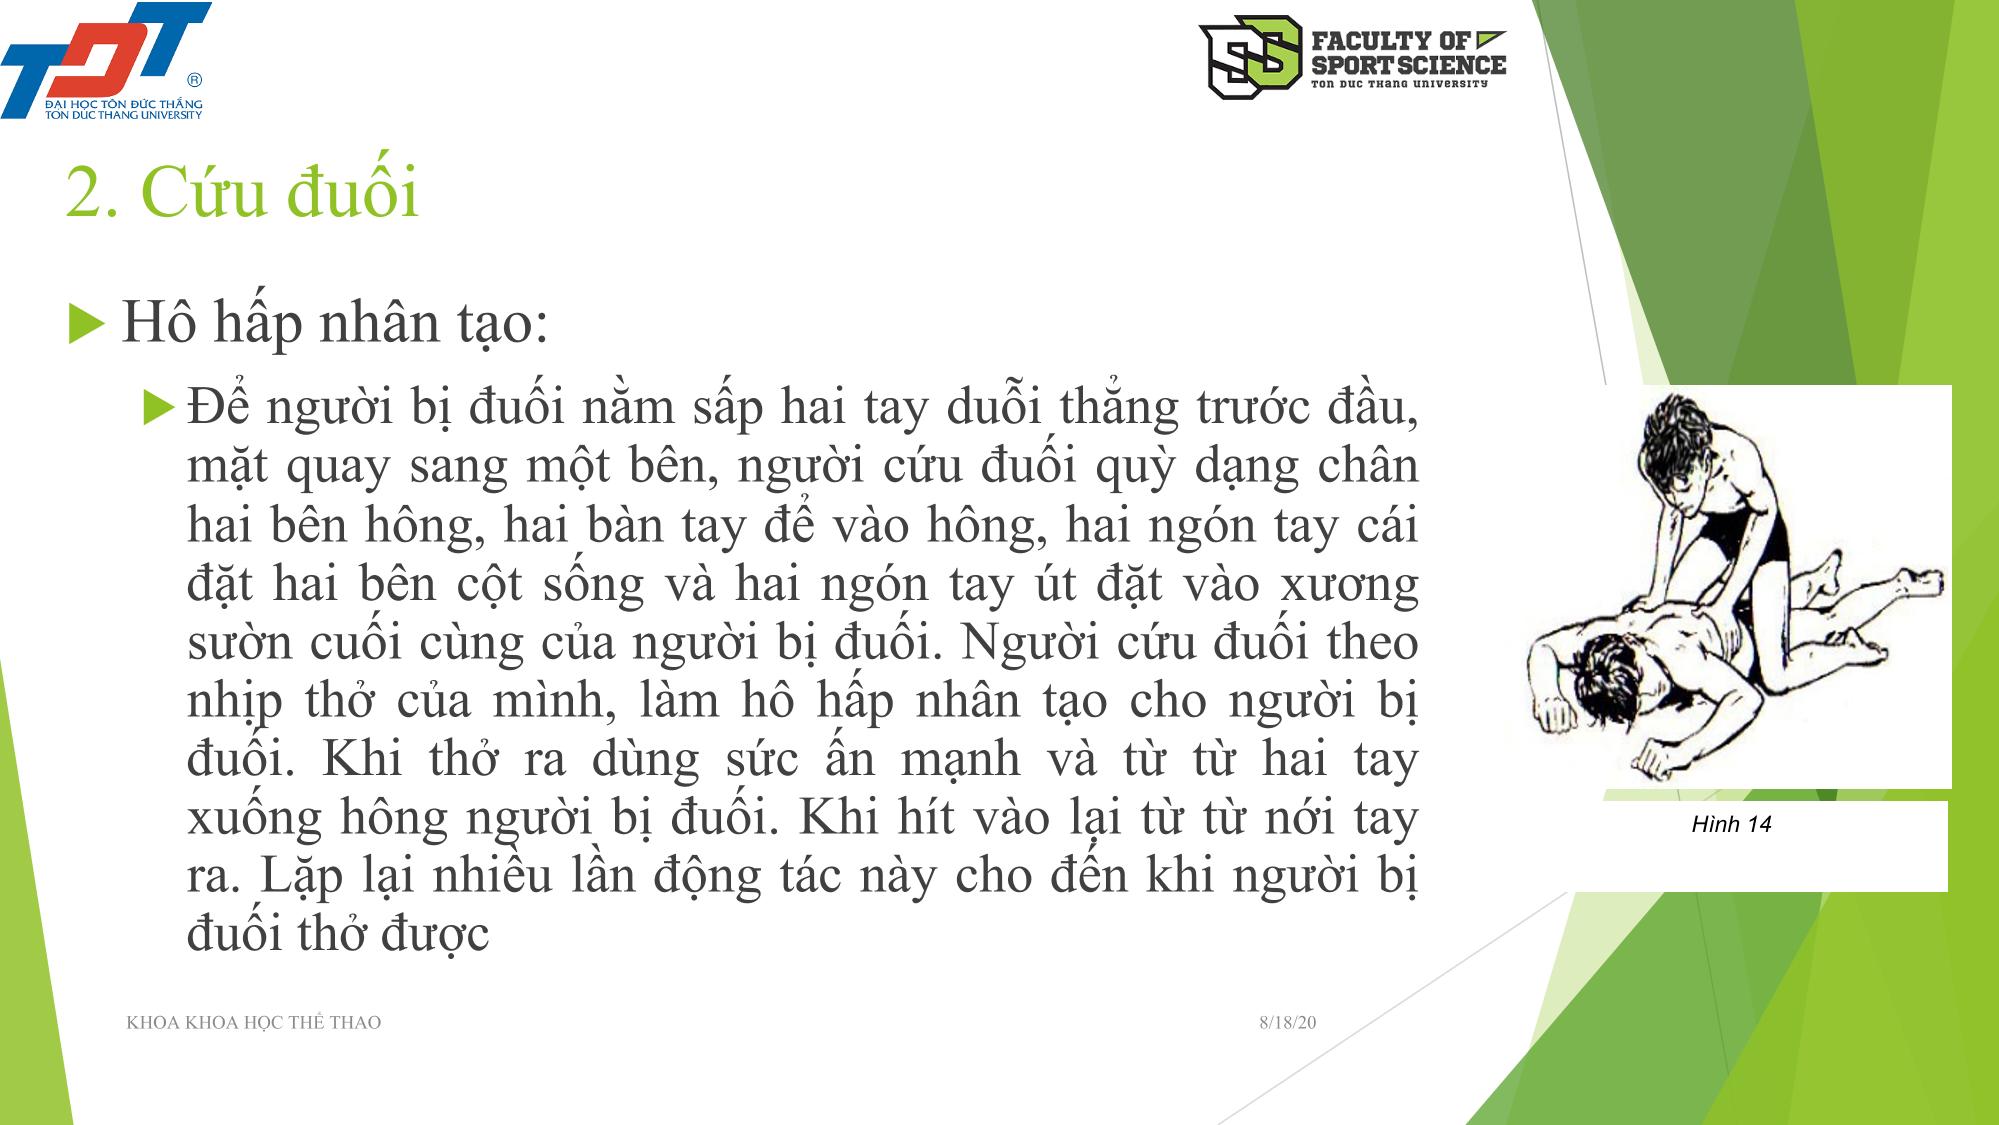 TDT
®
ĐẠI HỌC TÔN ĐỨC THẮNG
TON DUC THANG UNIVERSITY
SS
FACULTY OF
SPORT SCIENCE
TON DUC THANG UNIVERSITY
2. Cứu đuối
Hô hấp nhân tạo:
Để người bị đuối nằm sấp hai tay duỗi thẳng trước đầu,
mặt quay sang một bên, người cứu đuối quỳ dạng chân
hai bên hông, hai bàn tay để vào hông, hai ngón tay cái
đặt hai bên cột sống và hai ngón tay út đặt vào xương
sườn cuối cùng của người bị đuối. Người cứu đuối theo
nhịp thở của mình, làm hô hấp nhân tạo cho người bị
đuối. Khi thở ra dùng sức ấn mạnh và từ từ hai tay
xuống hông người bị đuối. Khi hít vào lại từ từ nới tay
ra. Lặp lại nhiều lần động tác này cho đến khi người bị
đuối thở được
Hình 14
KHOA KHOA HỌC THỂ THAO
8/18/20